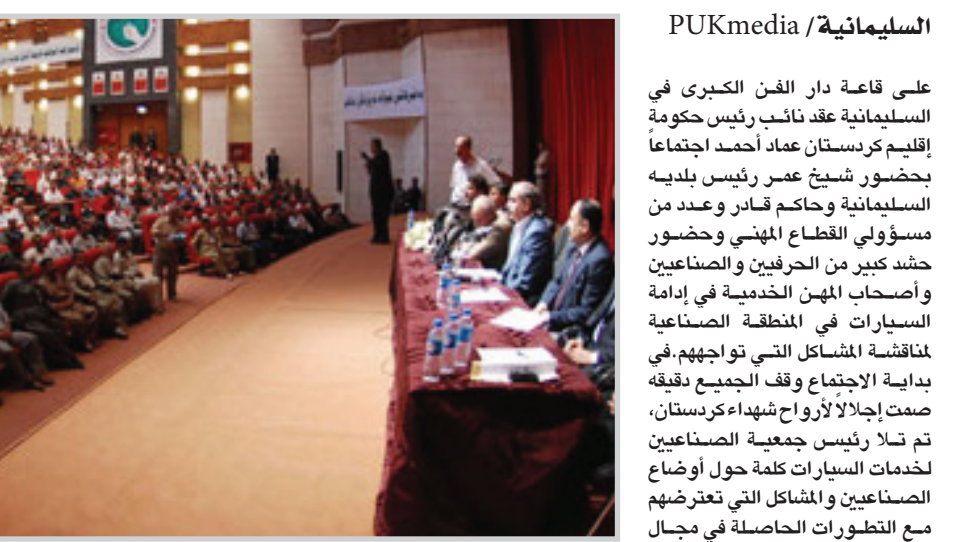 السليمانية/ PUKmedia
على قاعة دار الفن الكبرى في
السليمانية عقد نائب رئيس حكومة
إقليم كردستان عماد أحمد اجتماعاً
بحضور شيخ عمر رئيس بلديه
السليمانية وحاكم قادر وعدد من
مسؤولي القطاع المهني وحضور
حشد كبير من الحرفيين والصناعيين
وأصحاب المهن الخدمية في إدامة
السيارات في المنطقة الصناعية
لمناقشة المشاكل التي تواجههم.في
بداية الاجتماع وقف الجميع دقيقه
صمت إجلالاً لأرواح شهداء كردستان،
تم تلا رئيس جمعية الصناعيين
لخدمات السيارات كلمة حول أوضاع
الصناعيين والمشاكل التي تعترضهم
مع التطورات الحاصلة في مجال